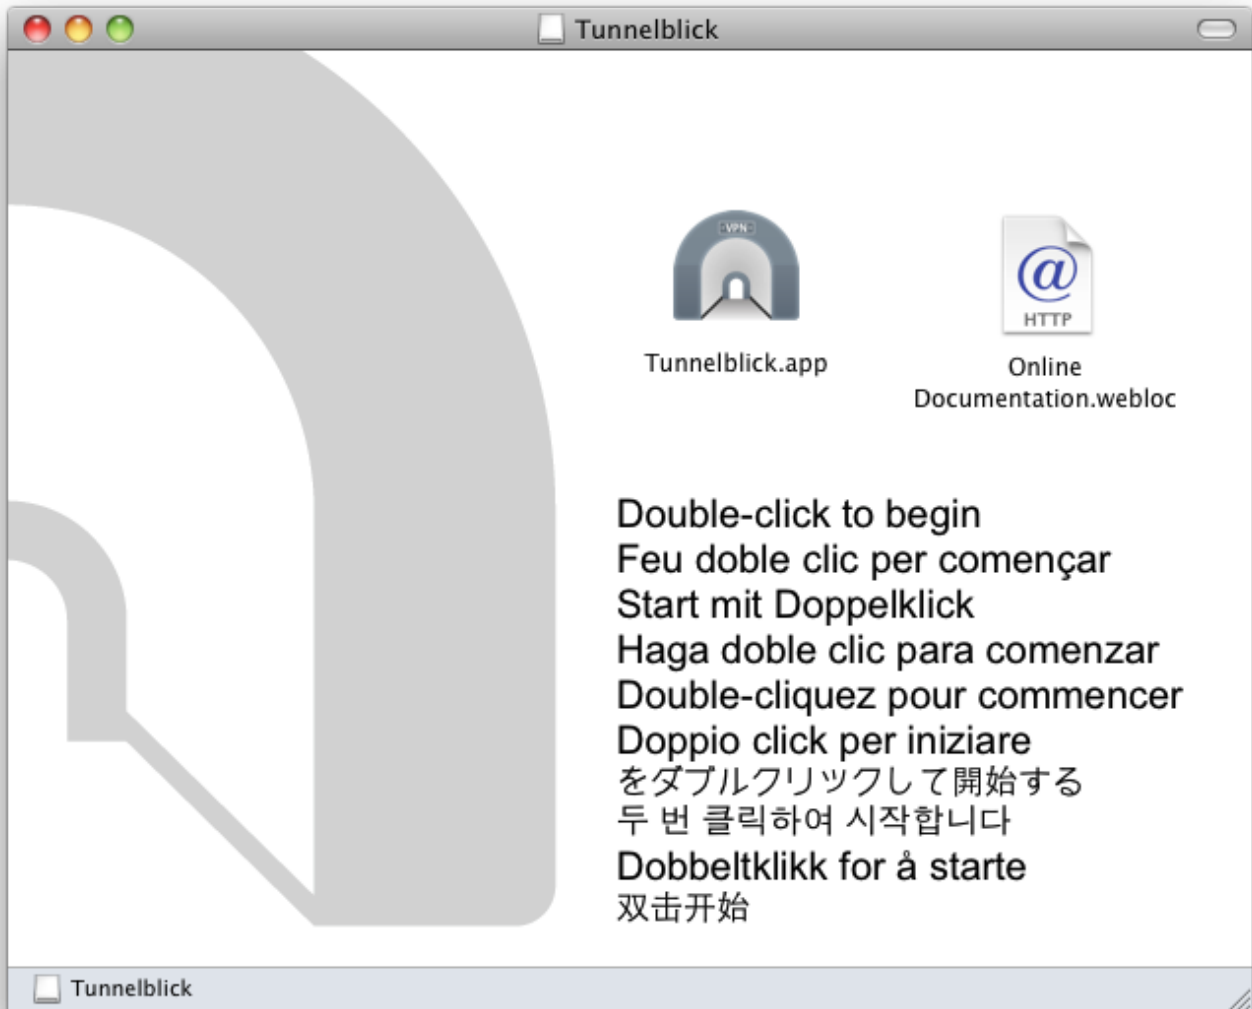 Tunnelblick
VPN
Tunnelblick.app
HTTP
Online
Documentation.webloc
Double-click to begin
Feu doble clic per començar
Start mit Doppelklick
Haga doble clic para comenzar
Double-cliquez pour commencer
Doppio click per iniziare
をダブルクリックして開始する
두 번 클릭하여 시작합니다
Dobbeltklikk for å starte
双击开始
Tunnelblick